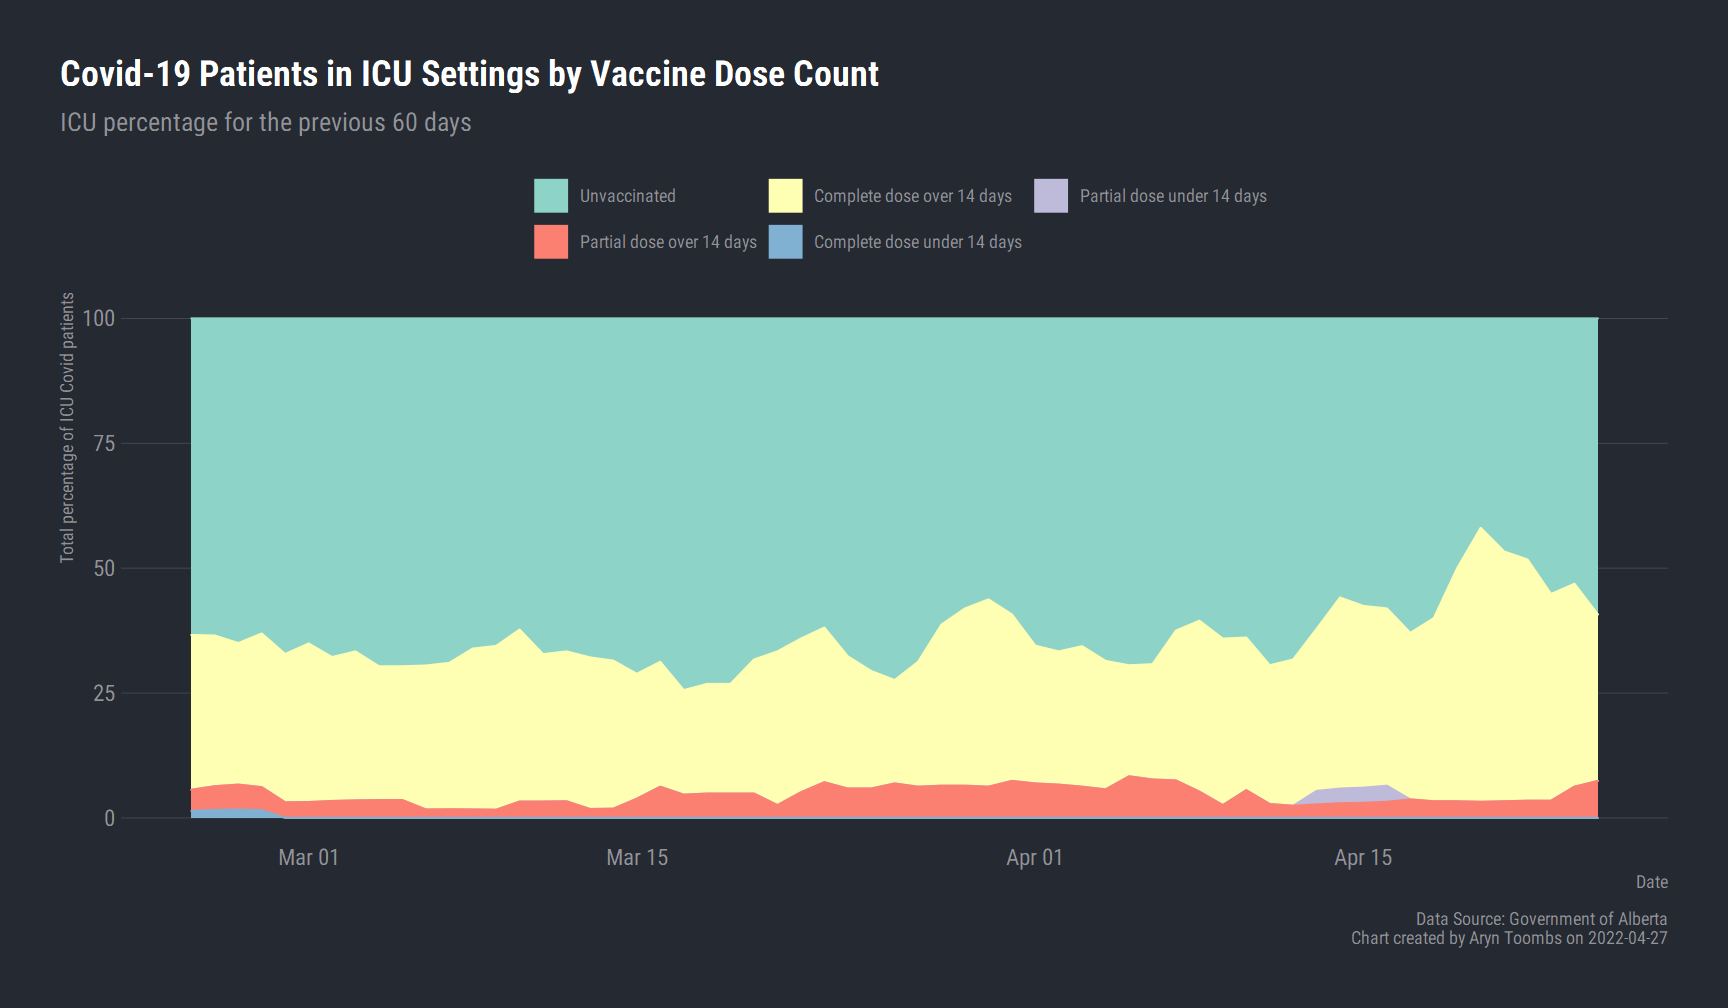 Covid-19 Patients in ICU Settings by Vaccine Dose Count
ICU percentage for the previous 60 days
Unvaccinated
Complete dose over 14 days
Partial dose under 14 days
Partial dose over 14 days
Complete dose under 14 days
Total percentage of ICU Covid patients
100
75
50
25
0
Mar 01
Mar 15
Apr 01
Apr 15
Date
Data Source: Government of Alberta
Chart created by Aryn Toombs on 2022-04-27